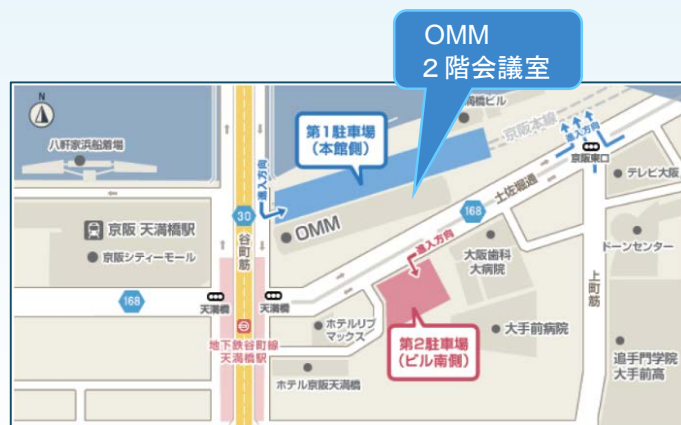 OMM
２階会議室
N
満橋ビル
京阪本線
進入方向
京阪東口
第1駐車場
(本館側)
八軒家浜船着場
進入方向
土佐堀通
テレビ大阪
168
30
OMM
京阪 天満橋駅
谷町筋
進入方向
ドーンセンター
京阪シティーモール
大阪歯科
大病院
上町筋
168
天満橋
天満橋
ホテルリブ
マックス
大手前病院
地下鉄谷町線
天満橋駅
第2駐車場
(ビル南側)
追手門学院
大手前高
ホテル京阪天満橋